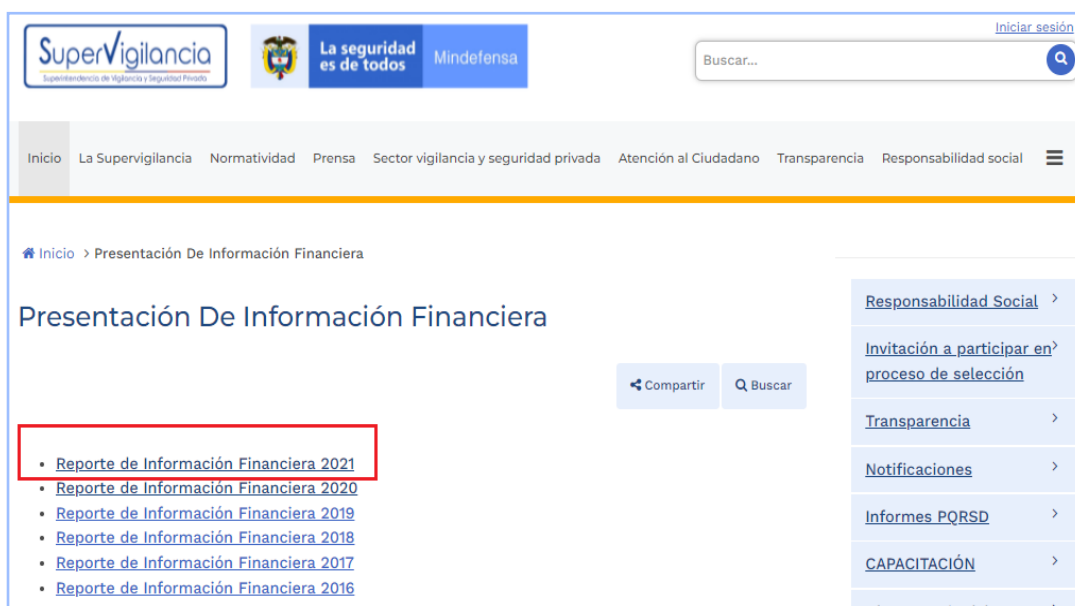 Iniciar sesión
SuperVigilancia
Superintendencia de Vigilancia y Seguridad Privada
La seguridad
es de todos
Mindefensa
Buscar...
Inicio La Supervigilancia Normatividad Prensa Sector vigilancia y seguridad privada Atención al Ciudadano Transparencia Responsabilidad social
Inicio > Presentación De Información Financiera
Presentación De Información Financiera
Compartir
Buscar
• Reporte de Información Financiera 2021
• Reporte de Información Financiera 2020
• Reporte de Información Financiera 2019
• Reporte de Información Financiera 2018
• Reporte de Información Financiera 2017
• Reporte de Información Financiera 2016
Responsabilidad Social >
Invitación a participar en >
proceso de selección
Transparencia >
Notificaciones >
Informes PQRSD >
CAPACITACIÓN >